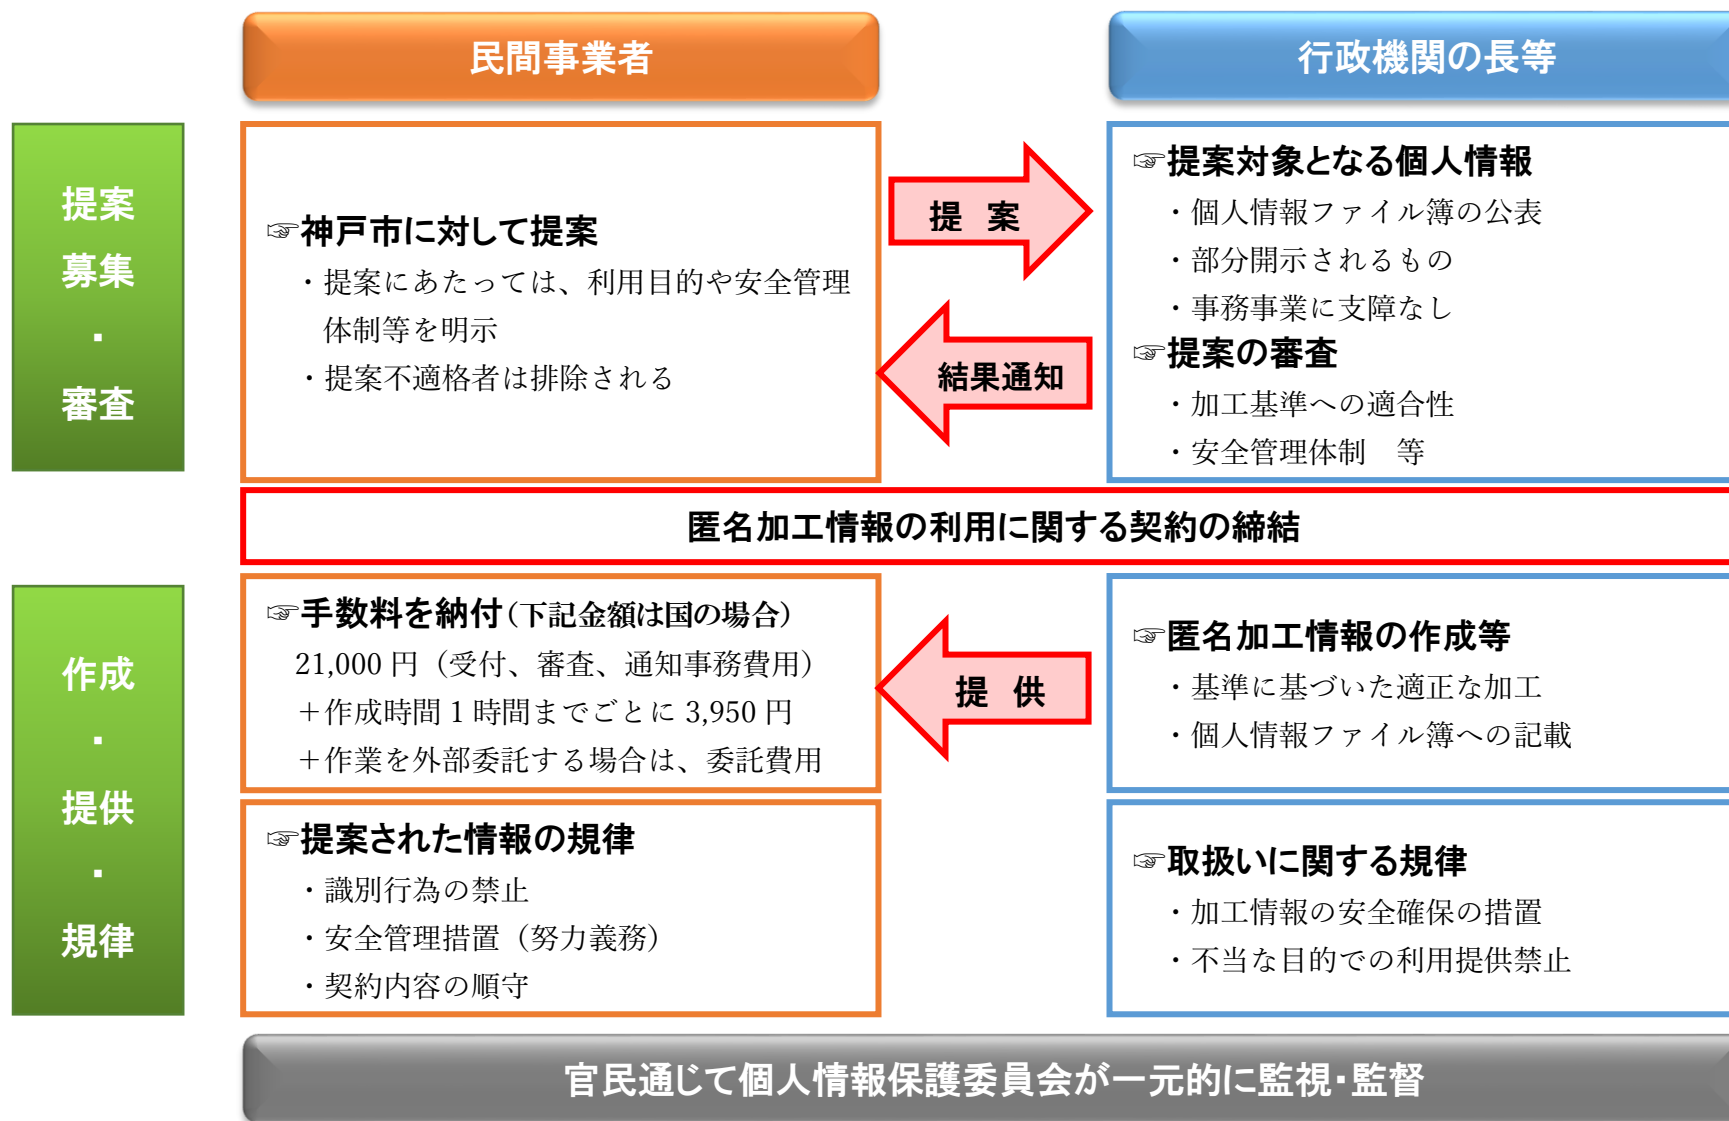 民間事業者
行政機関の長等
提案
募集
・
審査
☞神戸市に対して提案
・提案にあたっては、利用目的や安全管理
体制等を明示
・提案不適格者は排除される
提 案
結果通知
☞提案対象となる個人情報
・個人情報ファイル簿の公表
・部分開示されるもの
・事務事業に支障なし
☞提案の審査
・加工基準への適合性
・安全管理体制　等
匿名加工情報の利用に関する契約の締結
作成
・
提供
・
規律
☞手数料を納付（下記金額は国の場合）
21,000 円（受付、審査、通知事務費用）
＋作成時間 1 時間までごとに 3,950 円
＋作業を外部委託する場合は、委託費用
提 供
☞匿名加工情報の作成等
・基準に基づいた適正な加工
・個人情報ファイル簿への記載
☞提案された情報の規律
・識別行為の禁止
・安全管理措置（努力義務）
・契約内容の順守
☞取扱いに関する規律
・加工情報の安全確保の措置
・不当な目的での利用提供禁止
官民通じて個人情報保護委員会が一元的に監視・監督